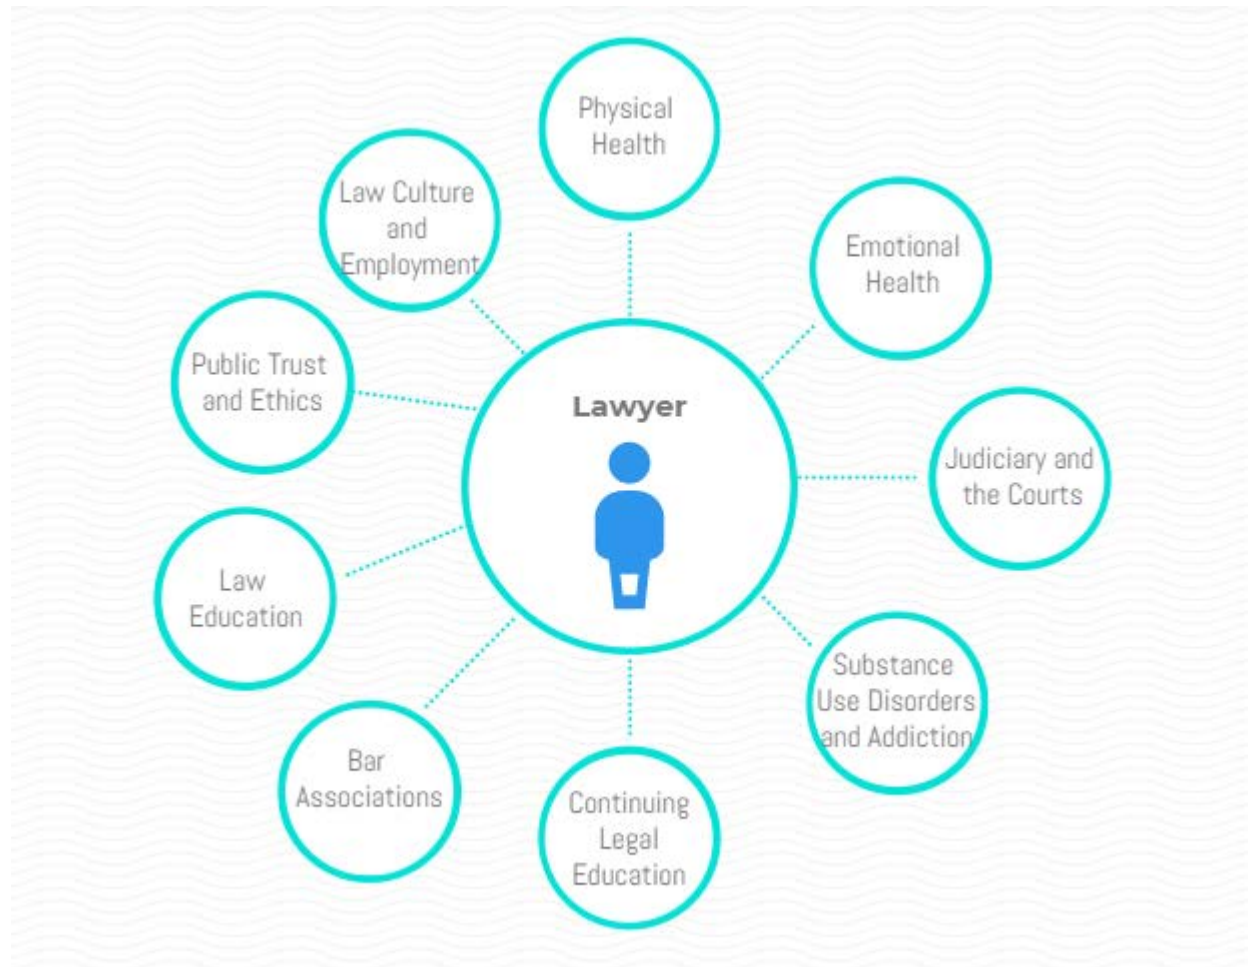 Physical
Health
Law Culture
and
Employment
Emotional
Health
Public Trust
and Ethics
Lawyer
Judiciary and
the Courts
Law
Education
Substance
Use Disorders
and Addiction
Bar
Associations
Continuing
Legal
Education